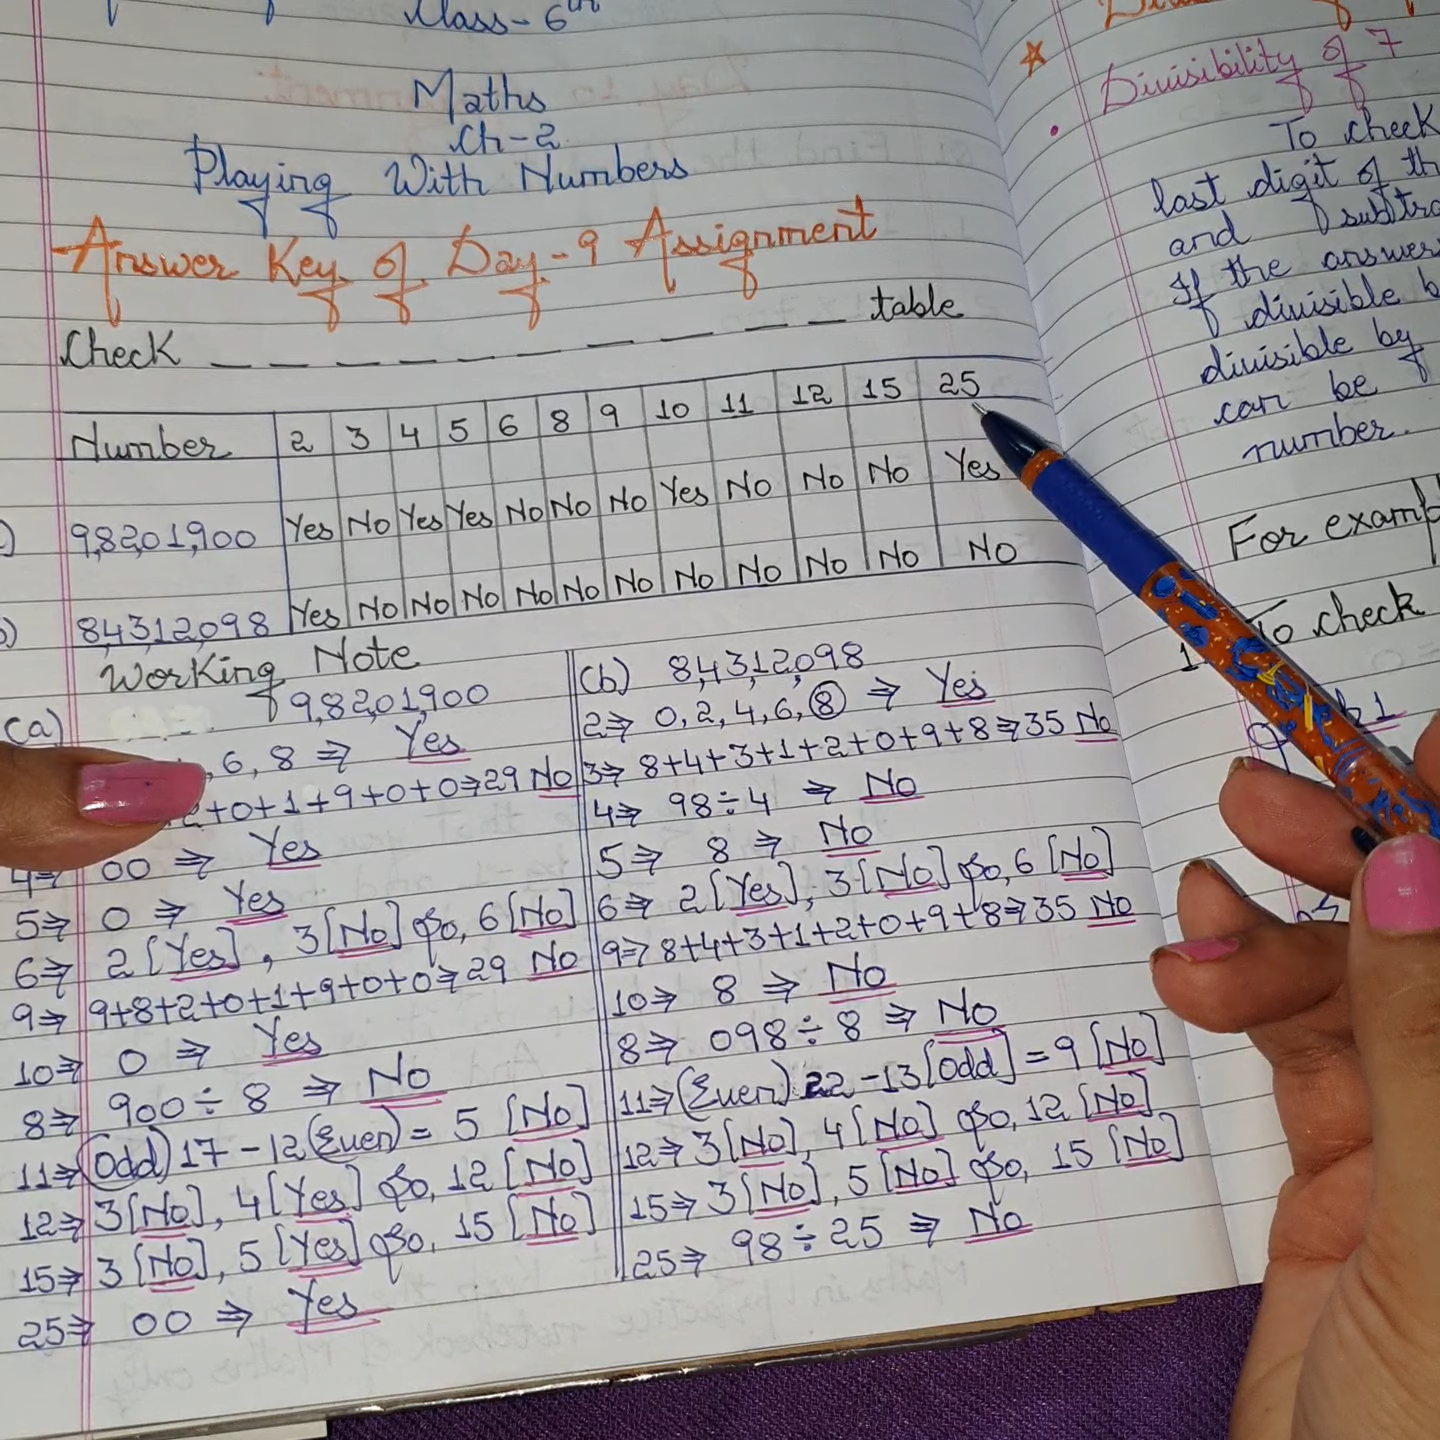 Class-6th
Maths
Ch-2
Playing With Numbers
Answer Key of Day-9 Assignment
Check _ _ _ _ _ _ _ _ _ _ table
Number 2 3 4 5 6 8 9 10 11 12 15 25
9,82,01,900 Yes No Yes Yes No No No Yes No No No Yes
84,31,2,098 Yes No No No No No No No No No No No
Working Note
(a) 9,82,01,900
, 6, 8 ⇒ Yes
2+0+1+9+0+0⇒29 No
4⇒ 00 ⇒ Yes
5⇒ 0 ⇒ Yes
6⇒ 2[Yes], 3[No] So, 6[No]
9⇒ 9+8+2+0+1+9+0+0⇒29 No
10⇒ 0 ⇒ Yes
8⇒ 900÷8 ⇒ No
11⇒(Odd)17-12(Even)= 5 [No]
12⇒3[No], 4[Yes] So, 12[No]
15⇒ 3[No], 5[Yes] So, 15[No]
25⇒ 00 ⇒ Yes
(b) 8,43,12,098
2⇒ 0,2,4,6,8 ⇒ Yes
3⇒ 8+4+3+1+2+0+9+8⇒35 No
4⇒ 98÷4 ⇒ No
5⇒ 8 ⇒ No
6⇒ 2[Yes], 3[No] So, 6[No]
9⇒8+4+3+1+2+0+9+8⇒35 No
10⇒ 8 ⇒ No
8⇒ 098÷8 ⇒ No
11⇒(Even)22-13[Odd]=9[No]
12⇒3[No], 4[No] So, 12[No]
15⇒3[No], 5[No] So, 15[No]
25⇒ 98÷25 ⇒ No
Divisibility of 7
To check
last digit of
and subtra
If the answer
divisible b
divisible by
can be
number.
For exampl
1. To check